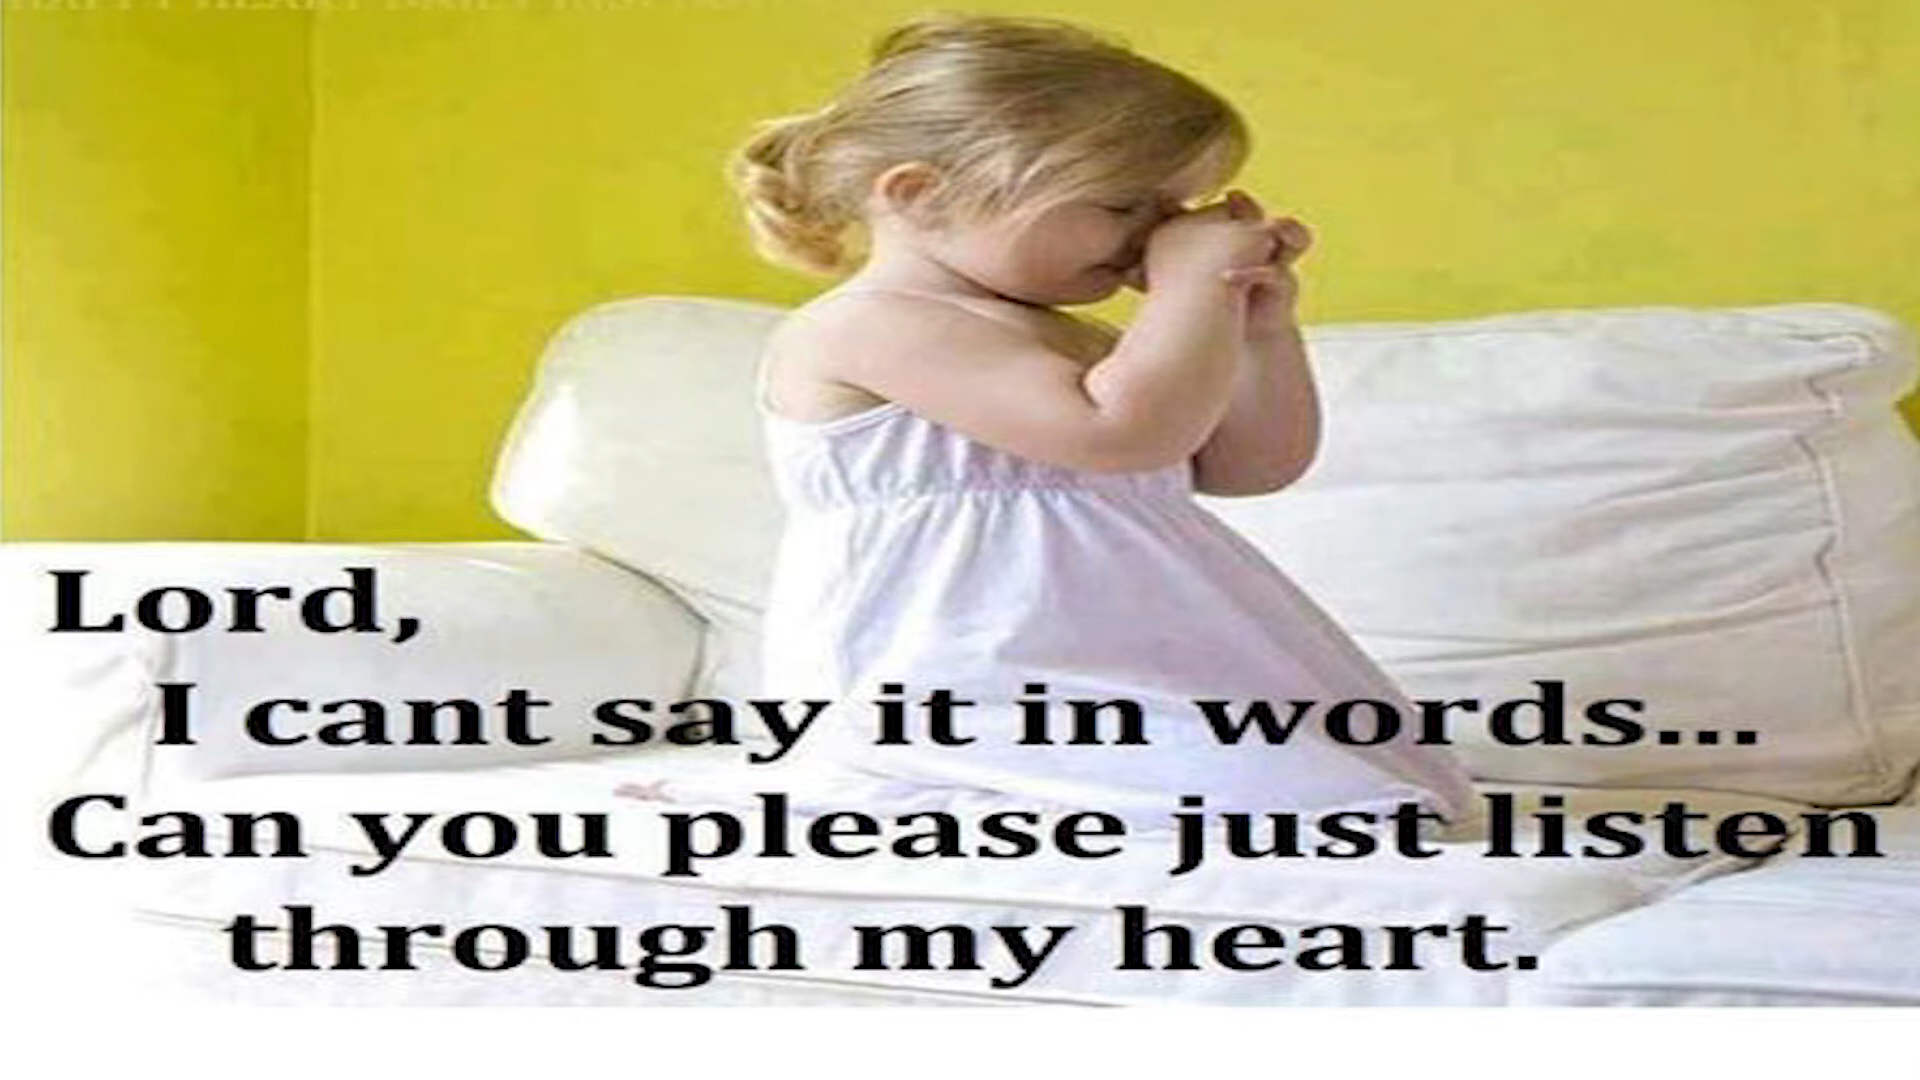 Lord,
I cant say it in words...
Can you please just listen
through my heart.